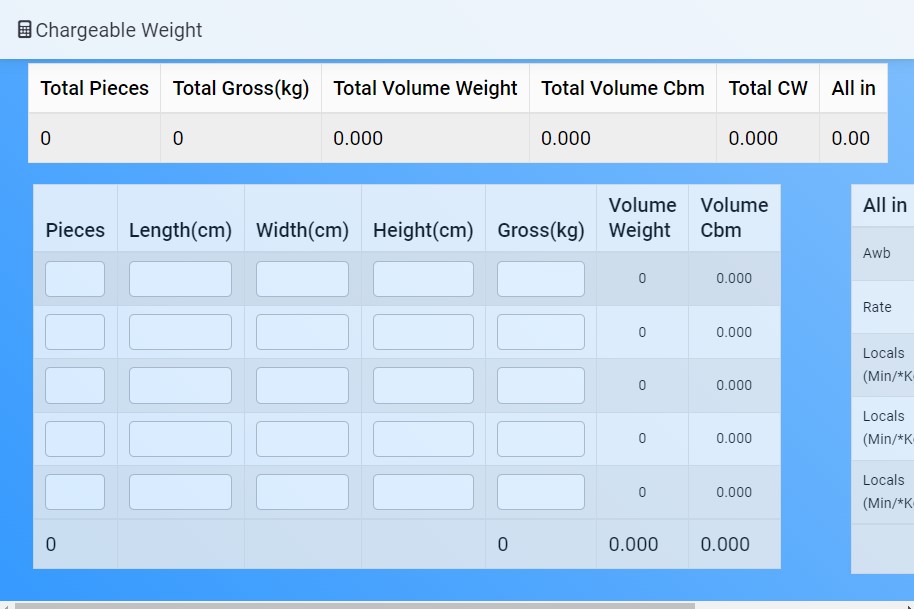 Chargeable Weight
Total Pieces Total Gross(kg) Total Volume Weight Total Volume Cbm Total CW All in
0 0 0.000 0.000 0.000 0.00
Pieces Length(cm) Width(cm) Height(cm) Gross(kg) Volume Weight Volume Cbm
0 0.000
0 0.000
0 0.000
0 0.000
0 0.000
0 0 0.000 0.000
All in
Awb
Rate
Locals
(Min/*K
Locals
(Min/*K
Locals
(Min/*K